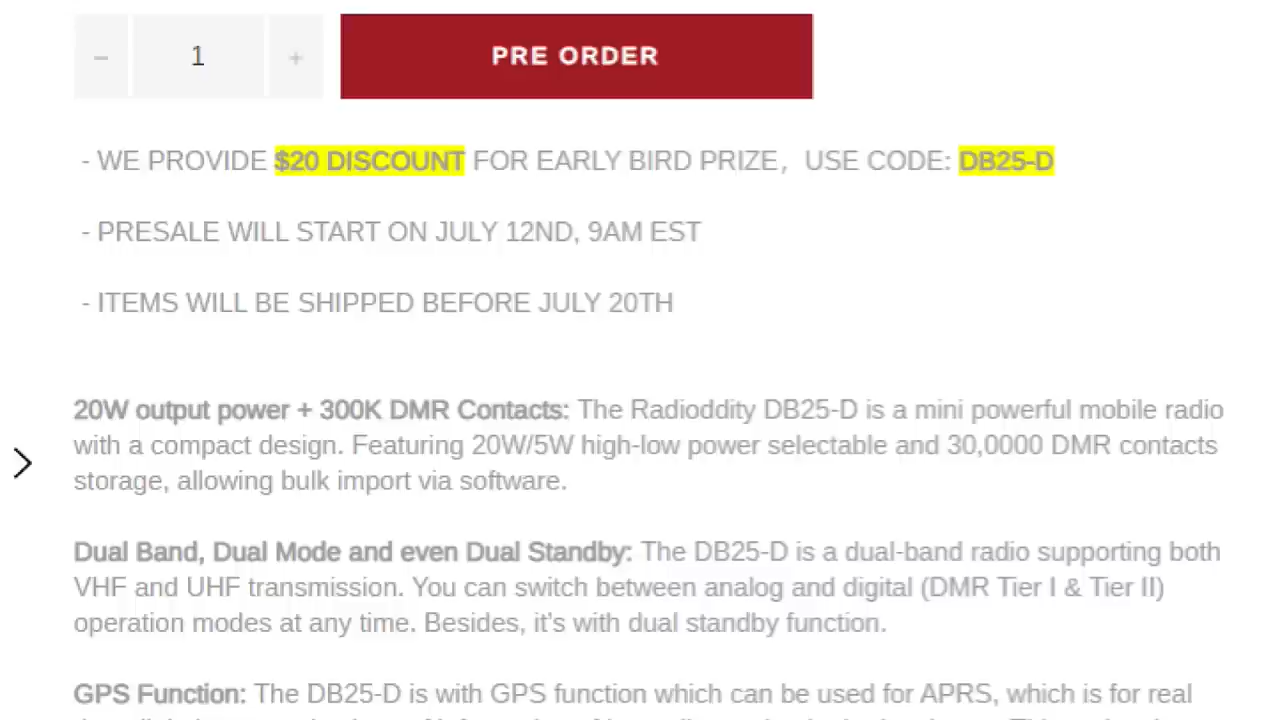 − 1 + PRE ORDER
- WE PROVIDE $20 DISCOUNT FOR EARLY BIRD PRIZE， USE CODE: DB25-D
- PRESALE WILL START ON JULY 12ND, 9AM EST
- ITEMS WILL BE SHIPPED BEFORE JULY 20TH
20W output power + 300K DMR Contacts: The Radioddity DB25-D is a mini powerful mobile radio
with a compact design. Featuring 20W/5W high-low power selectable and 30,0000 DMR contacts
storage, allowing bulk import via software.
Dual Band, Dual Mode and even Dual Standby: The DB25-D is a dual-band radio supporting both
VHF and UHF transmission. You can switch between analog and digital (DMR Tier I & Tier II)
operation modes at any time. Besides, it's with dual standby function.
GPS Function: The DB25-D is with GPS function which can be used for APRS, which is for real